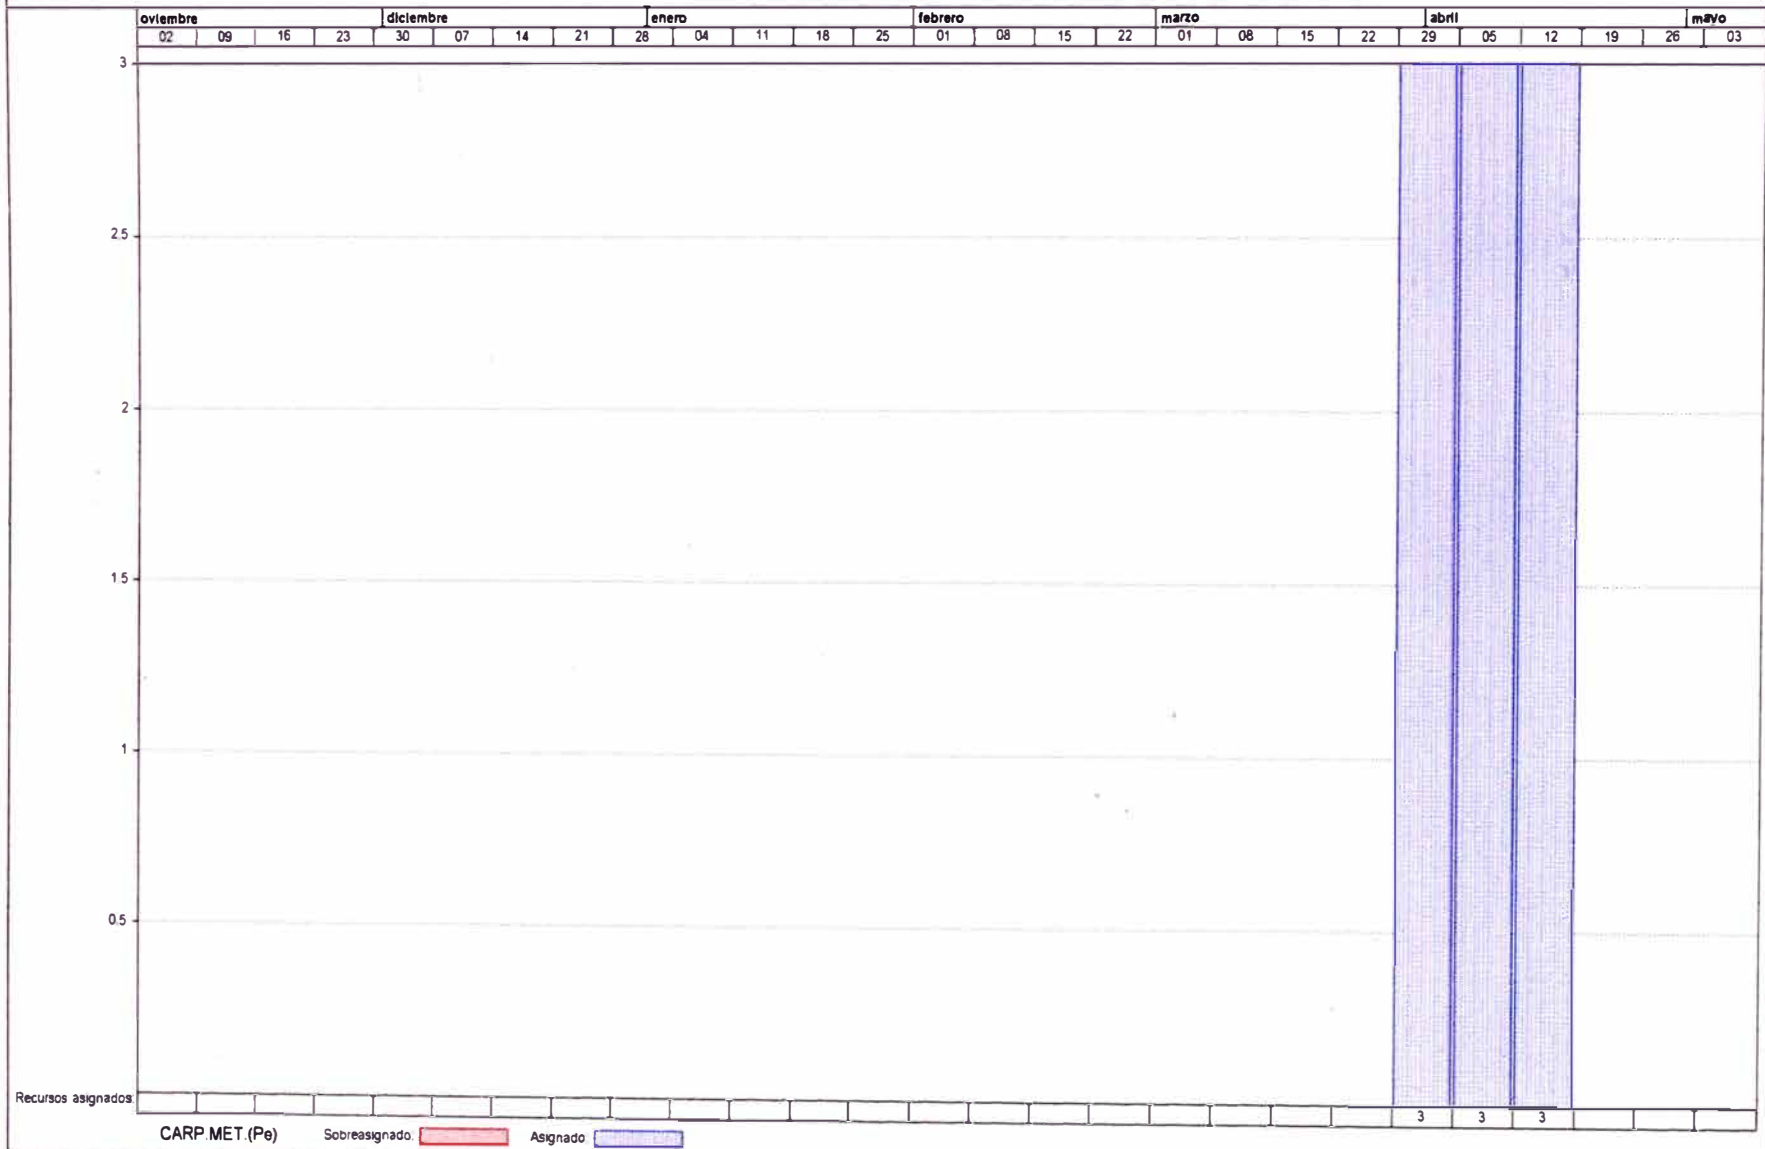 oviembre diciembre enero febrero marzo abril mayo
02 09 16 23 30 07 14 21 28 04 11 18 25 01 08 15 22 01 08 15 22 29 05 12 19 26 03
3
2.5
2
1.5
1
0.5
Recursos asignados:
3 3 3
CARP.MET.(Pe) Sobreasignado: Asignado: